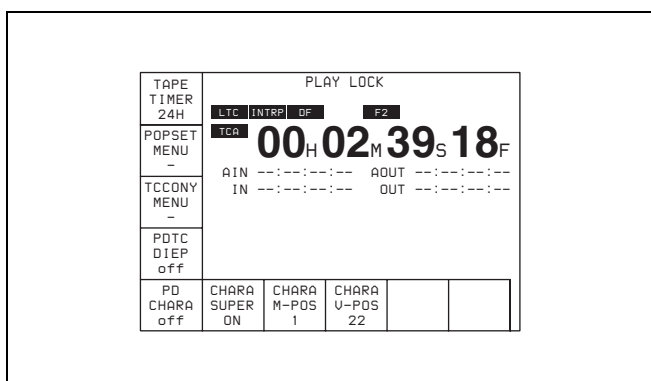 PLAY LOCK
TAPE
TIMER
24H
LTC INTRP DF F2
TCA
00H02M39S18F
POPSET
MENU
–
AIN --:--:--:-- AOUT --:--:--:--
IN --:--:--:-- OUT --:--:--:--
TCCONY
MENU
–
PDTC
DIEP
off
PD
CHARA
off
CHARA
SUPER
ON
CHARA
M-POS
1
CHARA
V-POS
22